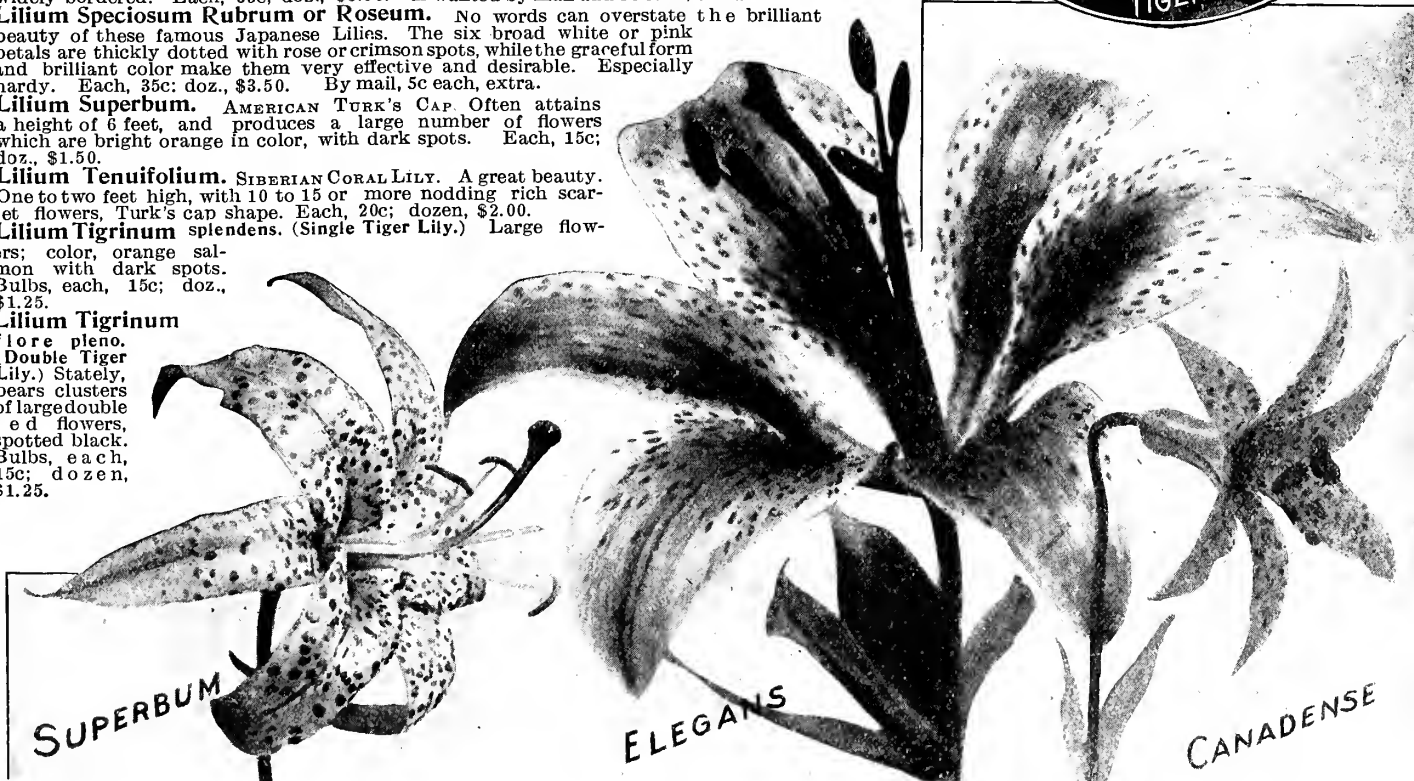 Lilium Speciosum Rubrum or Roseum. No words can overstate the brilliant
beauty of these famous Japanese Lilies. The six broad white or pink
petals are thickly dotted with rose or crimson spots, while the graceful form
and brilliant color make them very effective and desirable. Especially
hardy. Each, 35c: doz., $3.50. By mail, 5c each, extra.
Lilium Superbum. AMERICAN TURK'S CAP. Often attains
a height of 6 feet, and produces a large number of flowers
which are bright orange in color, with dark spots. Each, 15c;
doz., $1.50.
Lilium Tenuifolium. SIBERIAN CORAL LILY. A great beauty.
One to two feet high, with 10 to 15 or more nodding rich scar-
let flowers, Turk's cap shape. Each, 20c; dozen, $2.00.
Lilium Tigrinum splendens. (Single Tiger Lily.) Large flow-
ers; color, orange sal-
mon with dark spots.
Bulbs, each, 15c; doz.,
$1.25.
Lilium Tigrinum
flore pleno.
(Double Tiger
Lily.) Stately,
bears clusters
of large double
red flowers,
spotted black.
Bulbs, each,
15c; dozen,
$1.25.
TIGER
SUPERBUM
ELEGANS
CANADENSE